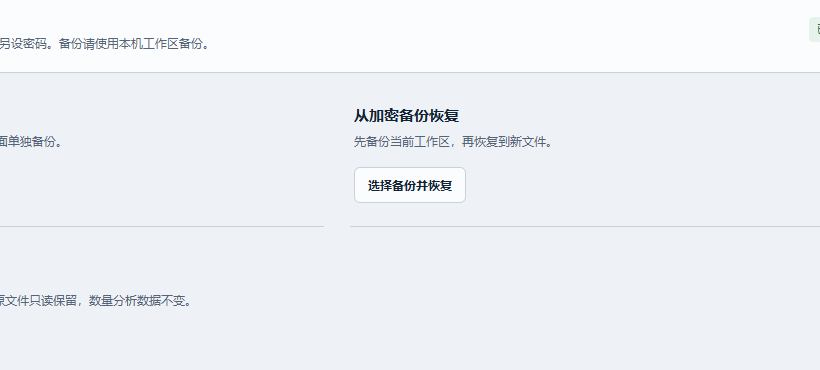 另设密码。备份请使用本机工作区备份。
从加密备份恢复
面单独备份。
先备份当前工作区，再恢复到新文件。
选择备份并恢复
原文件只读保留，数量分析数据不变。